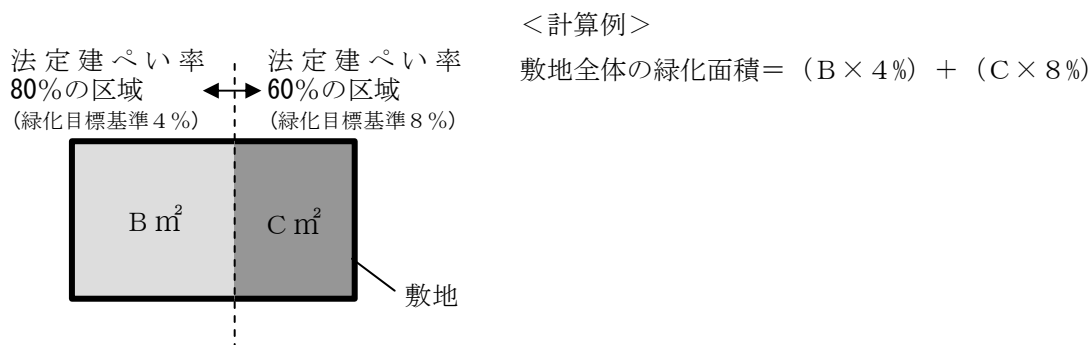 <計算例>
敷地全体の緑化面積=(B×4%)+(C×8%)
法定建ぺい率
80%の区域
(緑化目標基準4%)
法定建ぺい率
60%の区域
(緑化目標基準8%)
B㎡
C㎡
敷地